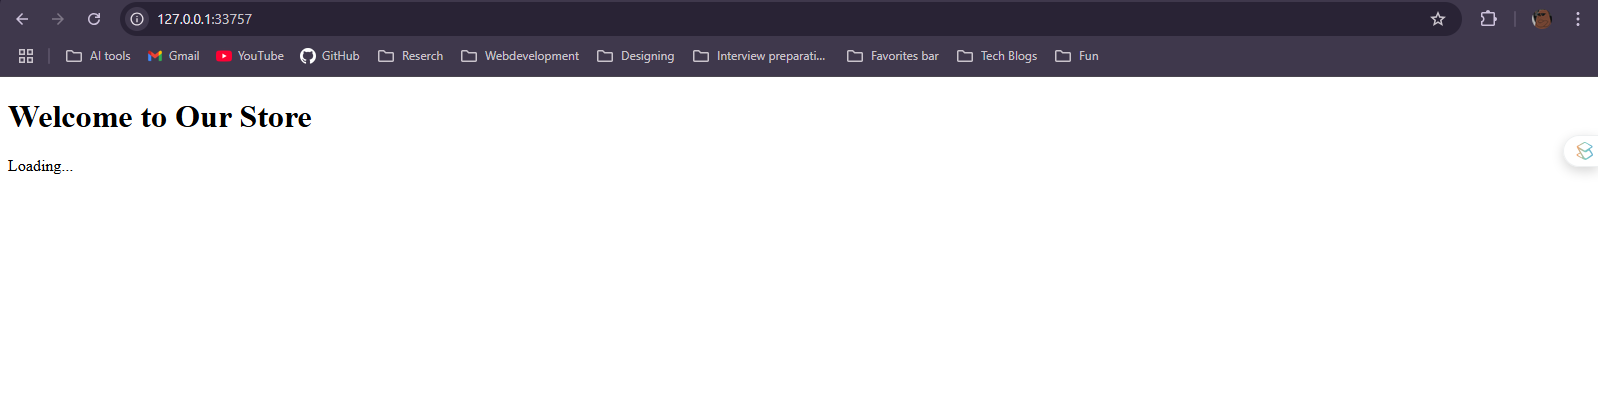 127.0.0.1:33757
AI tools Gmail YouTube GitHub Reserch Webdevelopment Designing Interview preparati... Favorites bar Tech Blogs Fun
Welcome to Our Store
Loading...